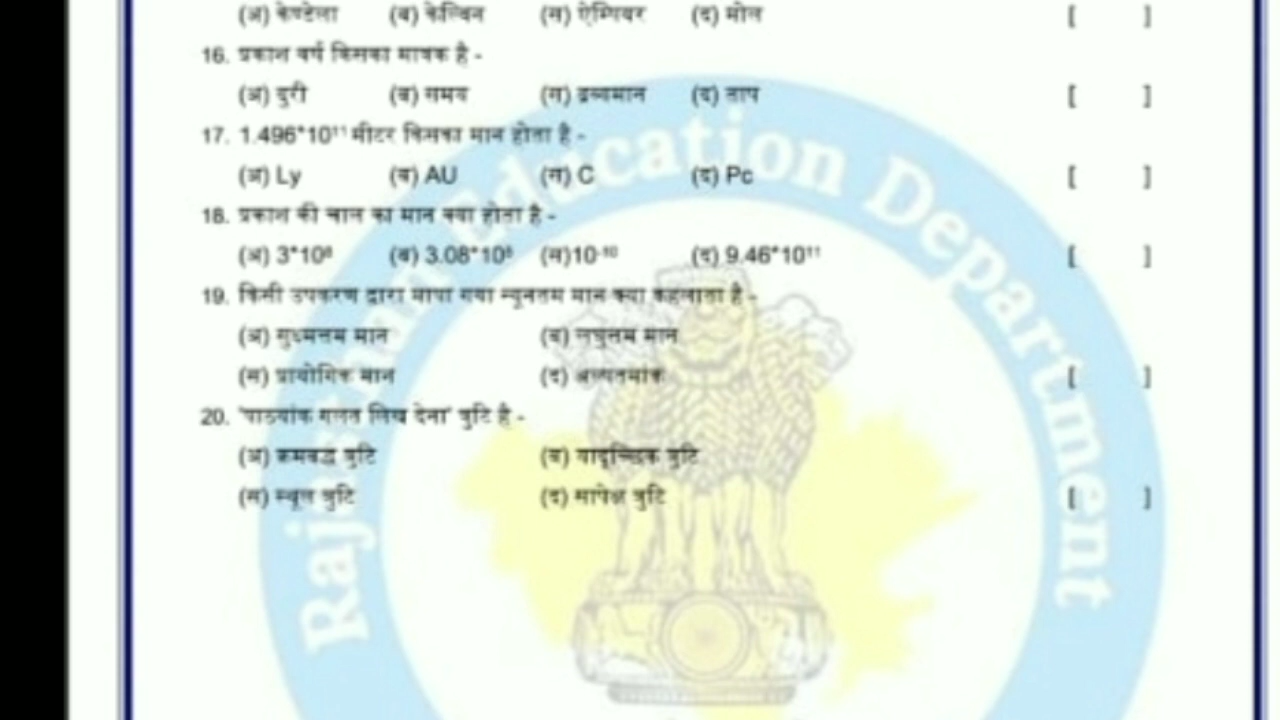 (अ) केण्डेला (ब) केल्विन (स) ऐम्पियर (द) मोल [ ]
16. प्रकाश वर्ष किसका मात्रक है -
(अ) दुरी (ब) समय (स) द्रव्यमान (द) ताप [ ]
17. 1.496*10¹¹ मीटर किसका मान होता है -
(अ) Ly (ब) AU (स) C (द) Pc [ ]
18. प्रकाश की चाल का मान क्या होता है -
(अ) 3*10⁸ (ब) 3.08*10⁸ (स)10⁻¹⁰ (द) 9.46*10¹¹ [ ]
19. किसी उपकरण द्वारा मापा गया न्यूनतम मान क्या कहलाता है -
(अ) मान (ब) लघुत्तम मान
(स) प्रायोगिक मान (द) अल्पतमांक [ ]
20. 'पाठयांक गलत लिख देना' त्रुटि है -
(अ) क्रमबद्ध त्रुटि (ब) यादृच्छिक त्रुटि
(स) स्थूल त्रुटि (द) सापेक्ष त्रुटि [ ]
Rajasthan Education Department